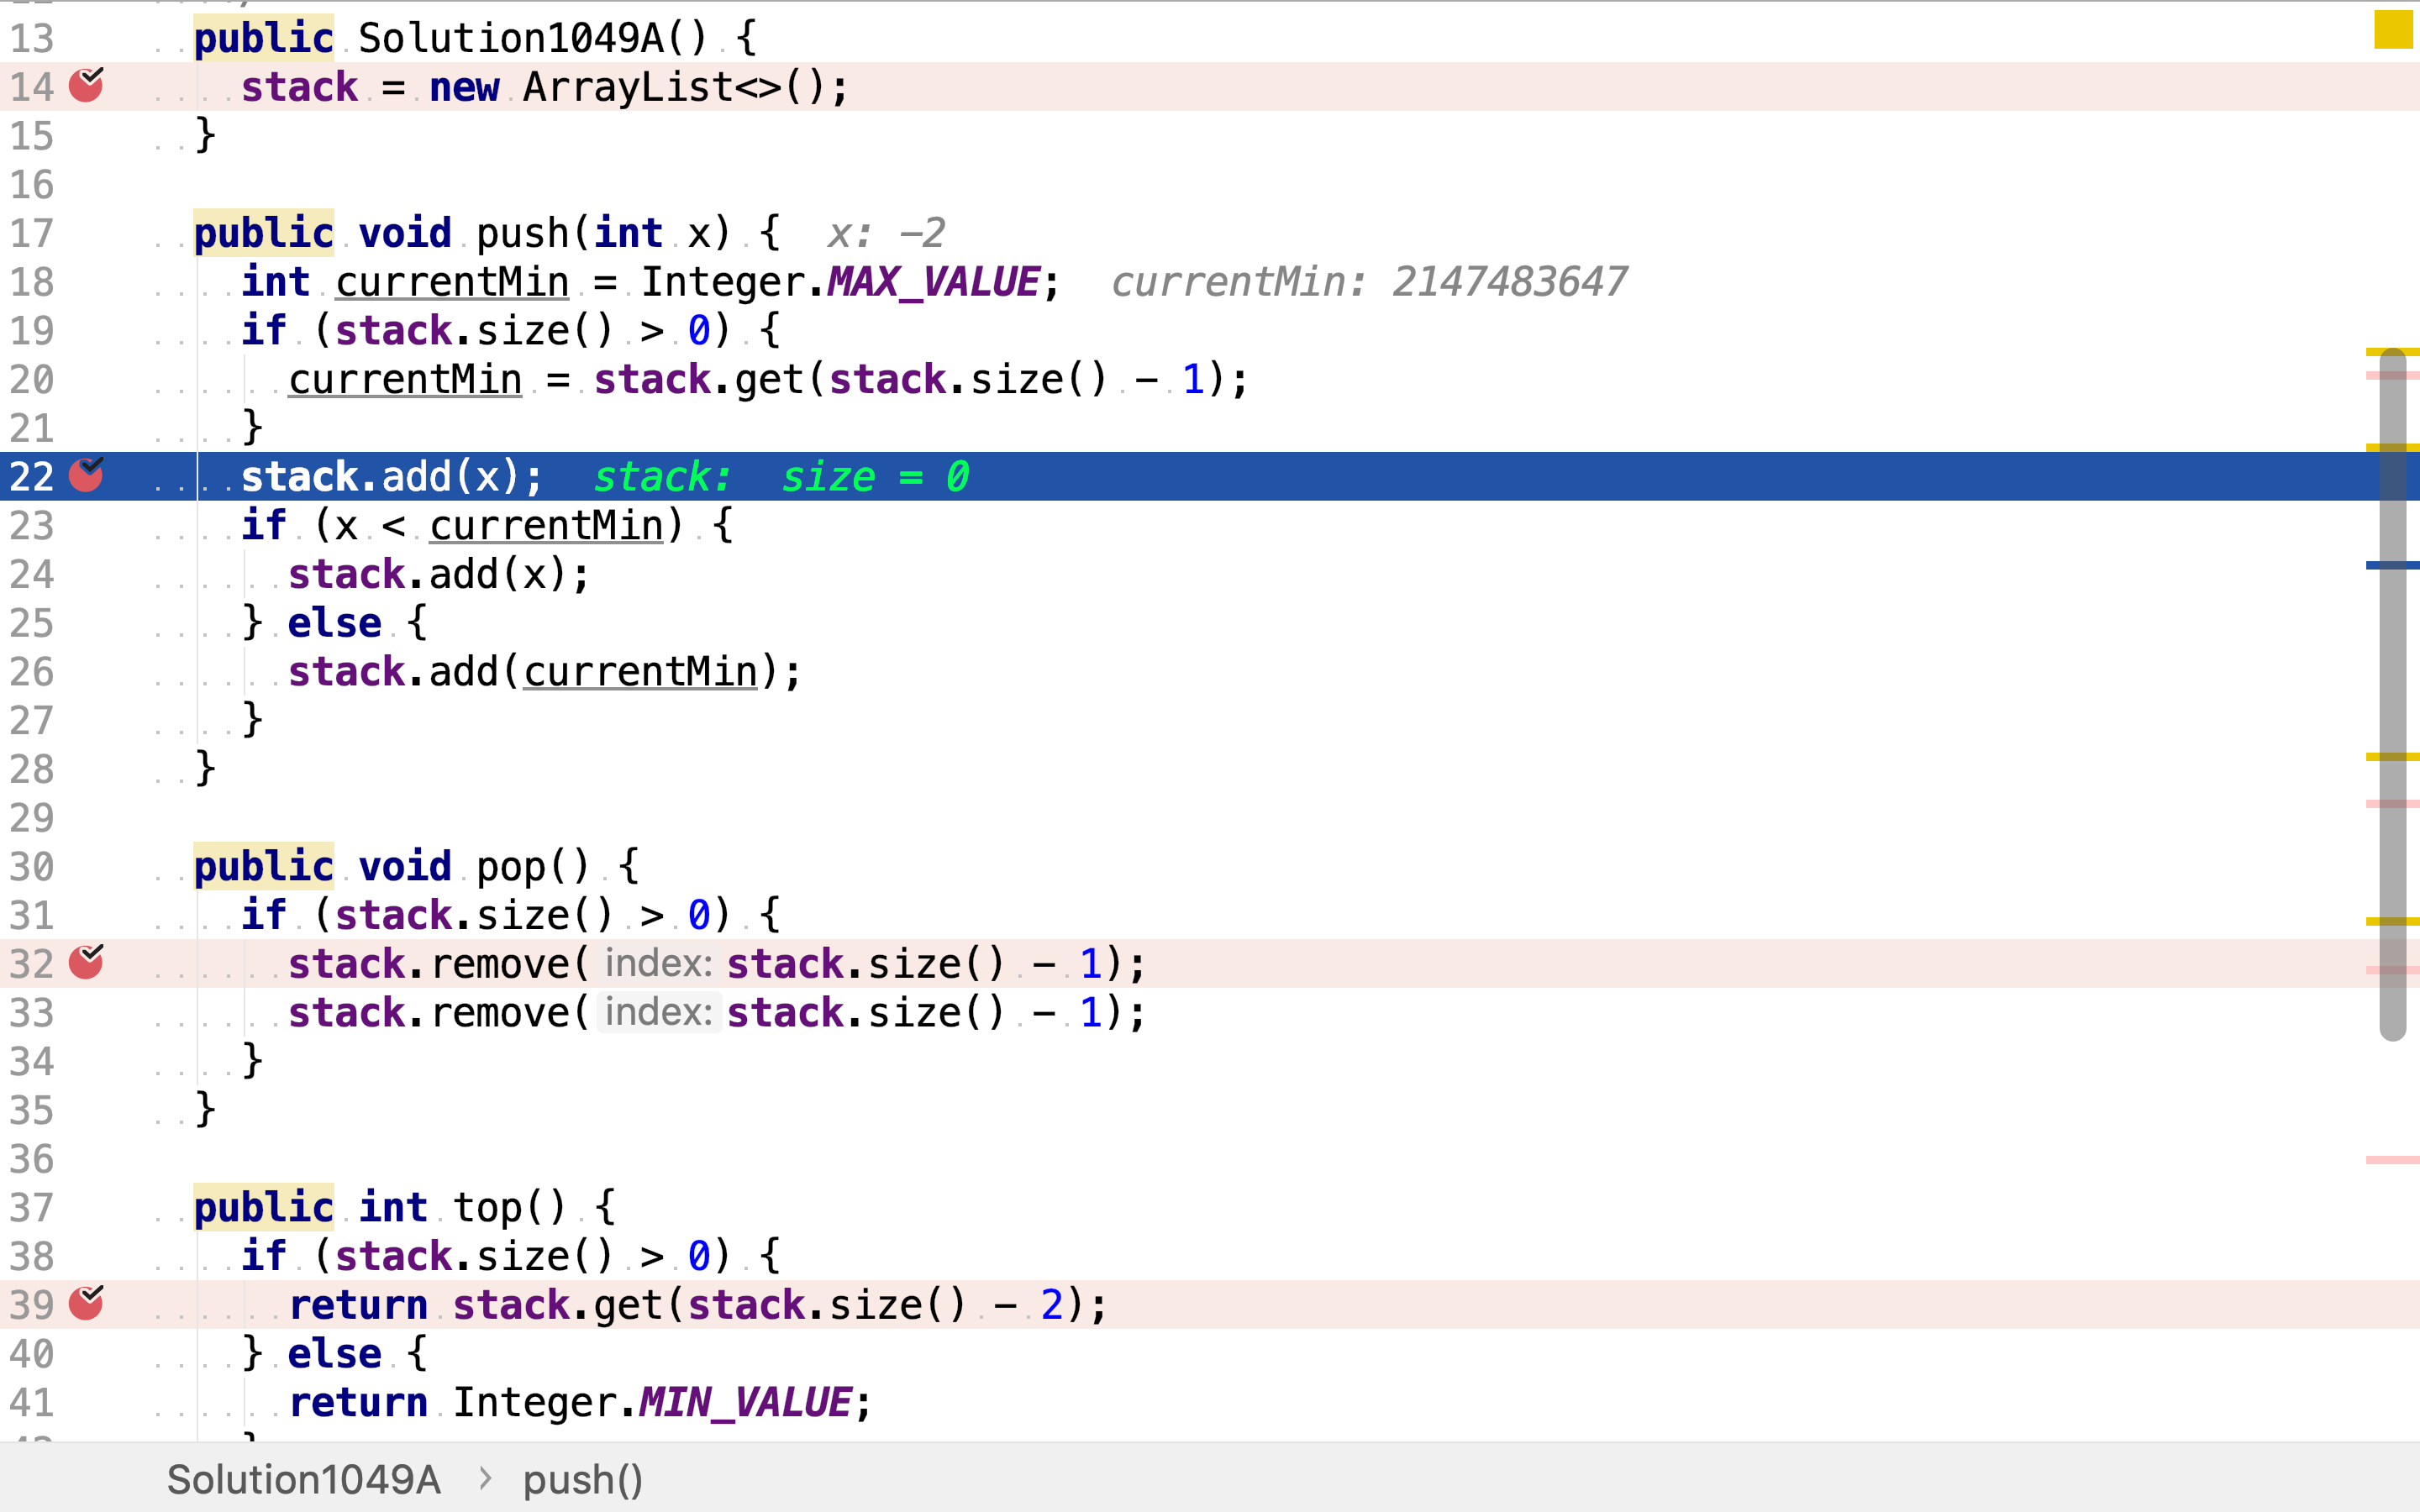 13 public Solution1049A() {
14 stack = new ArrayList<>();
15 }
16
17 public void push(int x) { x: -2
18 int currentMin = Integer.MAX_VALUE; currentMin: 2147483647
19 if (stack.size() > 0) {
20 currentMin = stack.get(stack.size() - 1);
21 }
22 stack.add(x); stack: size = 0
23 if (x < currentMin) {
24 stack.add(x);
25 } else {
26 stack.add(currentMin);
27 }
28 }
29
30 public void pop() {
31 if (stack.size() > 0) {
32 stack.remove( index: stack.size() - 1);
33 stack.remove( index: stack.size() - 1);
34 }
35 }
36
37 public int top() {
38 if (stack.size() > 0) {
39 return stack.get(stack.size() - 2);
40 } else {
41 return Integer.MIN_VALUE;
Solution1049A > push()